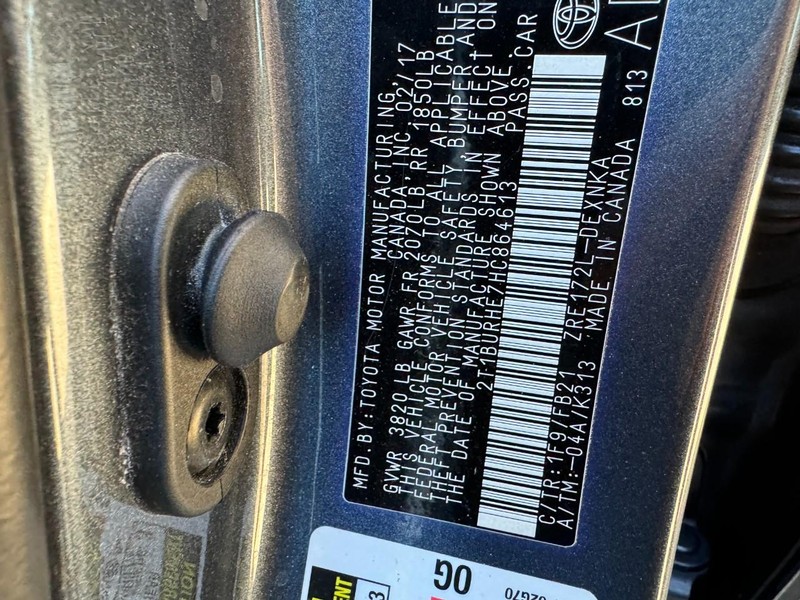 MFD. BY: TOYOTA MOTOR MANUFACTURING,
CANADA, INC. 02/17
GVWR 3820 LB GAWR FR 2070LB RR 1850LB
THIS VEHICLE CONFORMS TO ALL APPLICABLE
FEDERAL MOTOR VEHICLE SAFETY, BUMPER AND
THEFT PREVENTION STANDARDS IN EFFECT ON
THE DATE OF MANUFACTURE SHOWN ABOVE.
2T1BURHE7HC864613 PASS. CAR
C/TR: 1F9/FB21 ZRE172L-DEXNKA
A/TM: -04A/K313 MADE IN CANADA 813
OG